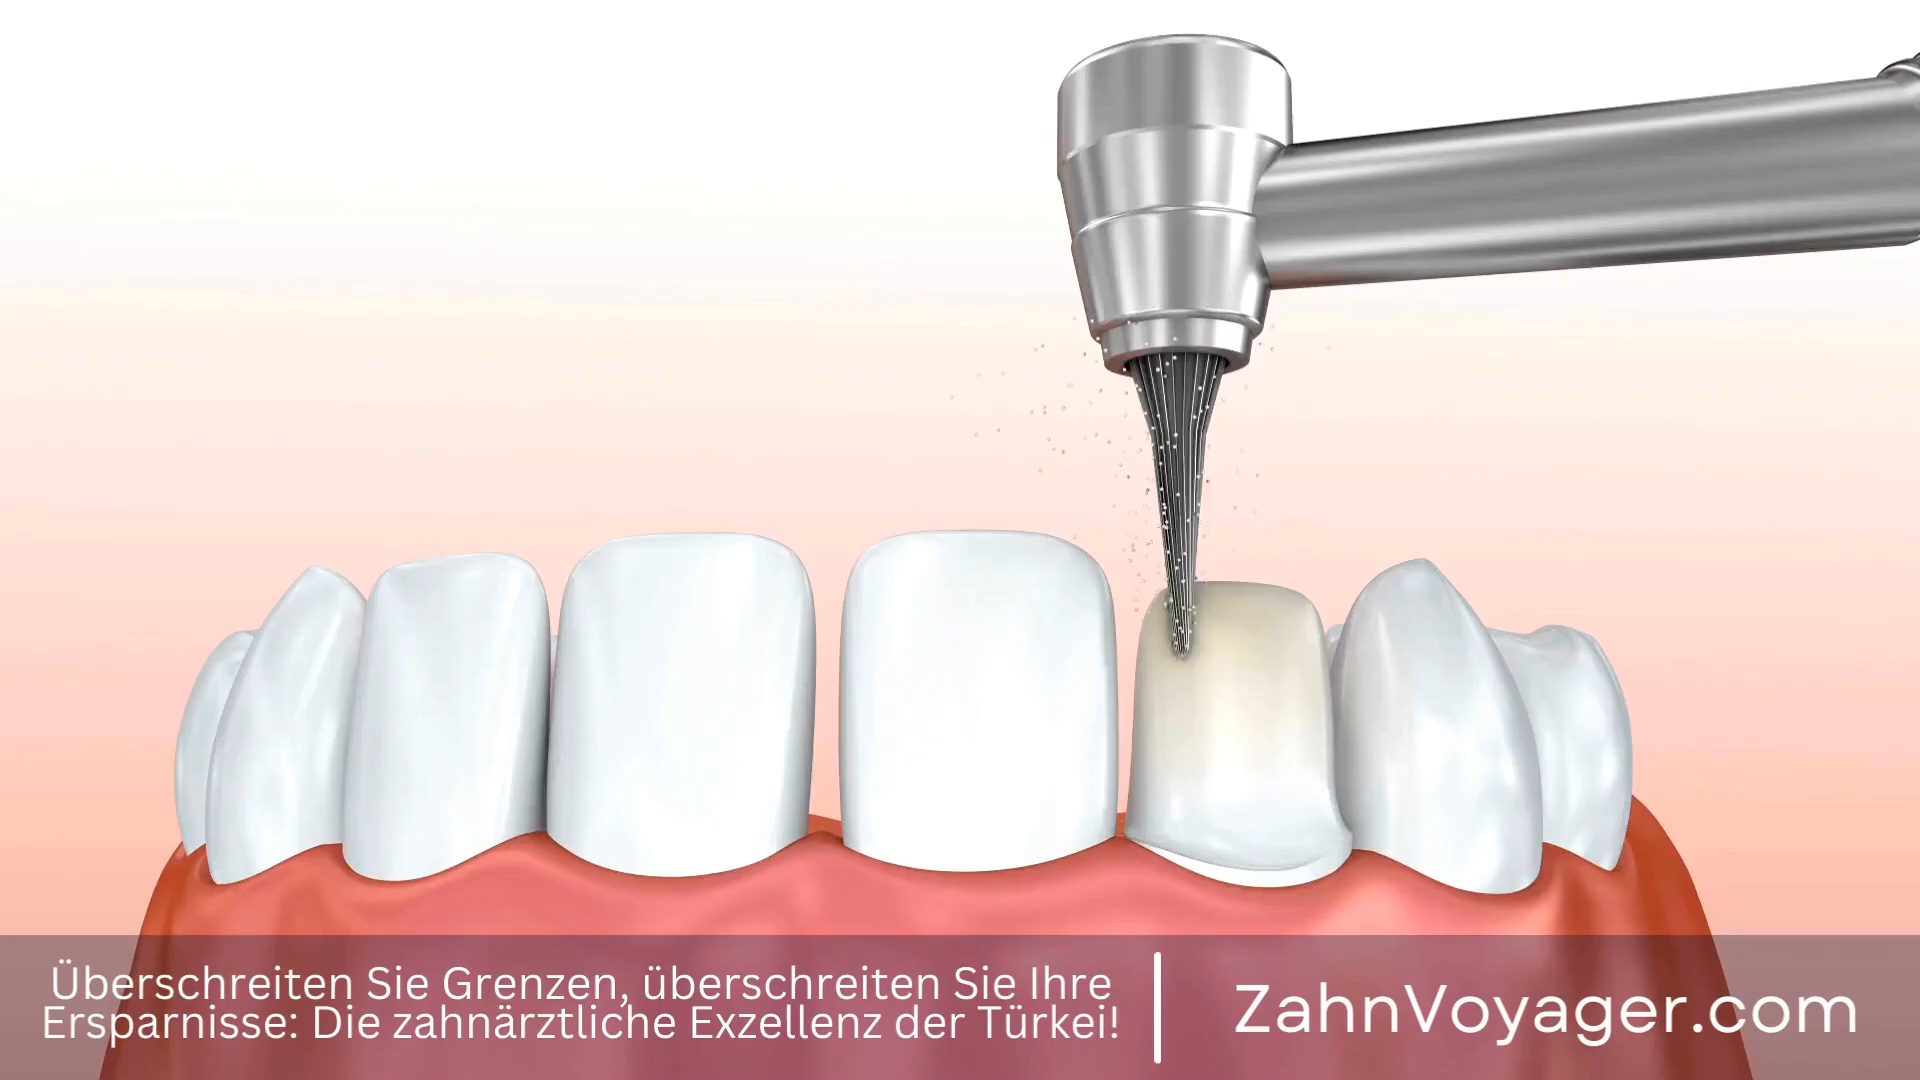 Überschreiten Sie Grenzen, überschreiten Sie Ihre
Ersparnisse: Die zahnärztliche Exzellenz der Türkei!
ZahnVoyager.com